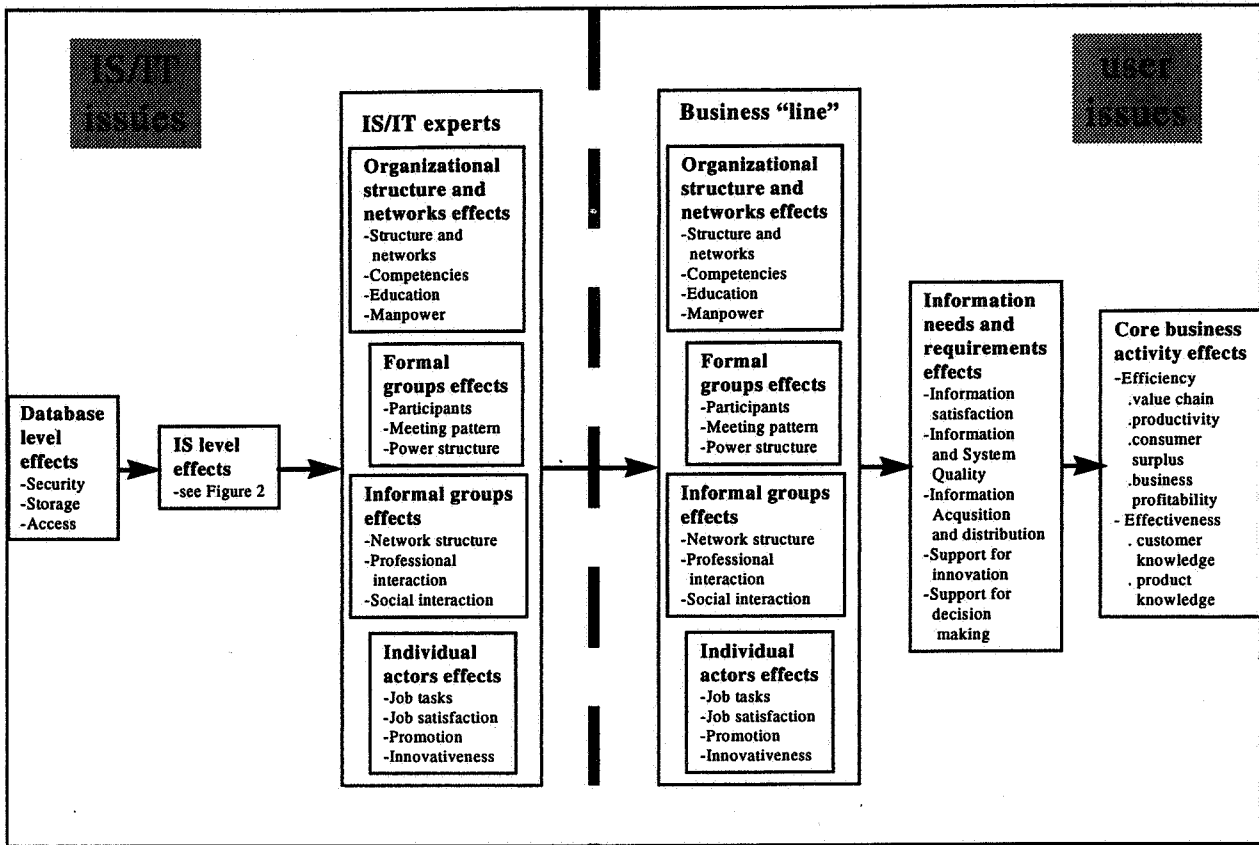 IS/IT
issues
user
issues
Database
level
effects
-Security
-Storage
-Access
IS level
effects
-see Figure 2
IS/IT experts
Organizational
structure and
networks effects
-Structure and
networks
-Competencies
-Education
-Manpower
Formal
groups effects
-Participants
-Meeting pattern
-Power structure
Informal groups
effects
-Network structure
-Professional
interaction
-Social interaction
Individual
actors effects
-Job tasks
-Job satisfaction
-Promotion
-Innovativeness
Business “line”
Organizational
structure and
networks effects
-Structure and
networks
-Competencies
-Education
-Manpower
Formal
groups effects
-Participants
-Meeting pattern
-Power structure
Informal groups
effects
-Network structure
-Professional
interaction
-Social interaction
Individual
actors effects
-Job tasks
-Job satisfaction
-Promotion
-Innovativeness
Information
needs and
requirements
effects
-Information
satisfaction
-Information
and System
Quality
-Information
Acqusition
and distribution
-Support for
innovation
-Support for
decision
making
Core business
activity effects
-Efficiency
.value chain
.productivity
.consumer
surplus
.business
profitability
- Effectiveness
. customer
knowledge
. product
knowledge